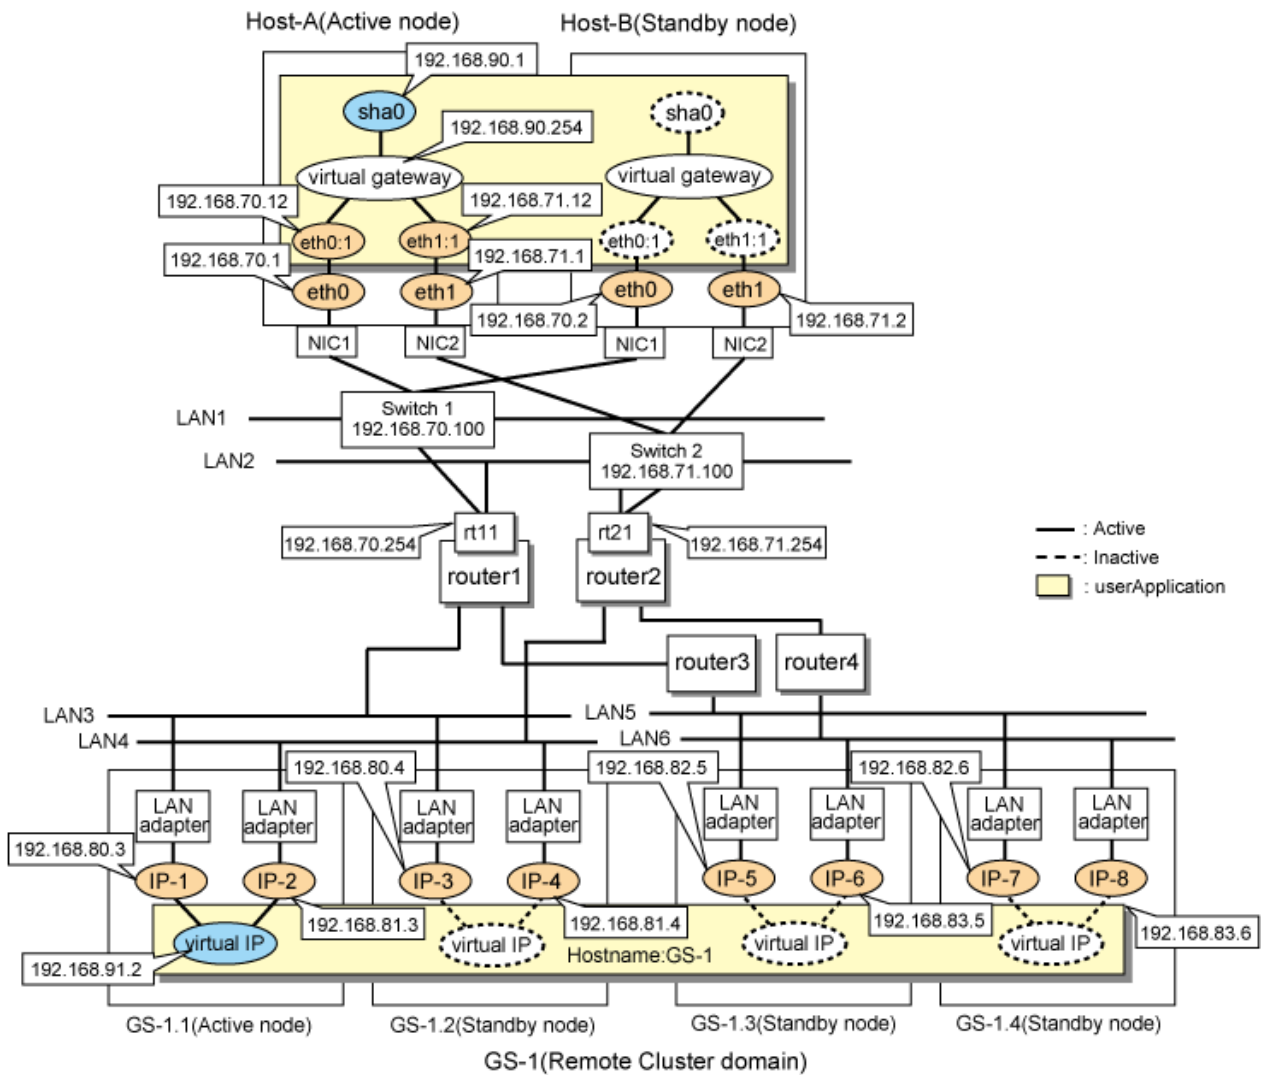 Host-A(Active node)
Host-B(Standby node)
192.168.90.1
sha0
sha0
192.168.90.254
virtual gateway
virtual gateway
192.168.70.12
192.168.71.12
eth0:1
eth1:1
eth0:1
eth1:1
192.168.70.1
192.168.71.1
eth0
eth1
eth0
eth1
192.168.70.2
192.168.71.2
NIC1
NIC2
NIC1
NIC2
LAN1
Switch 1
192.168.70.100
LAN2
Switch 2
192.168.71.100
rt11
rt21
192.168.70.254
192.168.71.254
router1
router2
: Active
: Inactive
: userApplication
router3
router4
LAN3
LAN4
LAN5
LAN6
192.168.80.4
192.168.82.5
192.168.82.6
LAN
adapter
LAN
adapter
LAN
adapter
LAN
adapter
LAN
adapter
LAN
adapter
LAN
adapter
LAN
adapter
192.168.80.3
IP-1
IP-2
IP-3
IP-4
IP-5
IP-6
IP-7
IP-8
192.168.81.3
192.168.81.4
192.168.83.5
192.168.83.6
virtual IP
virtual IP
virtual IP
virtual IP
Hostname:GS-1
192.168.91.2
GS-1.1(Active node)
GS-1.2(Standby node)
GS-1.3(Standby node)
GS-1.4(Standby node)
GS-1(Remote Cluster domain)